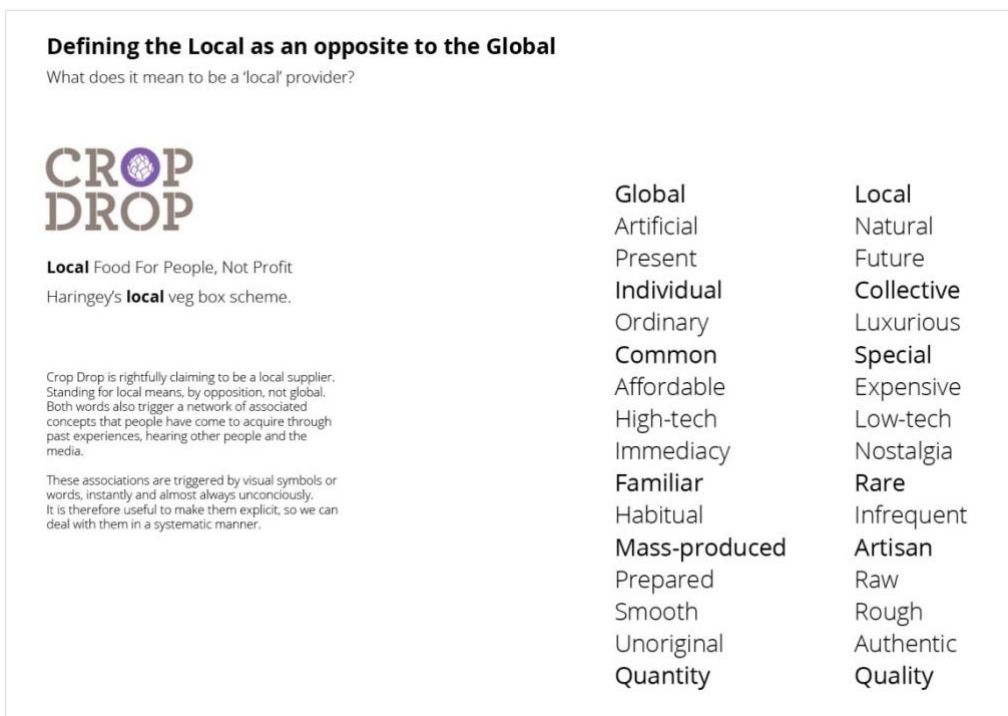 Defining the Local as an opposite to the Global
What does it mean to be a ‘local’ provider?
CROP
DROP
Local Food For People, Not Profit
Haringey’s local veg box scheme.
Crop Drop is rightfully claiming to be a local supplier.
Standing for local means, by opposition, not global.
Both words also trigger a network of associated
concepts that people have come to acquire through
past experiences, hearing other people and the
media.
These associations are triggered by visual symbols or
words, instantly and almost always unconciously.
It is therefore useful to make them explicit, so we can
deal with them in a systematic manner.
Global Local
Artificial Natural
Present Future
Individual Collective
Ordinary Luxurious
Common Special
Affordable Expensive
High-tech Low-tech
Immediacy Nostalgia
Familiar Rare
Habitual Infrequent
Mass-produced Artisan
Prepared Raw
Smooth Rough
Unoriginal Authentic
Quantity Quality